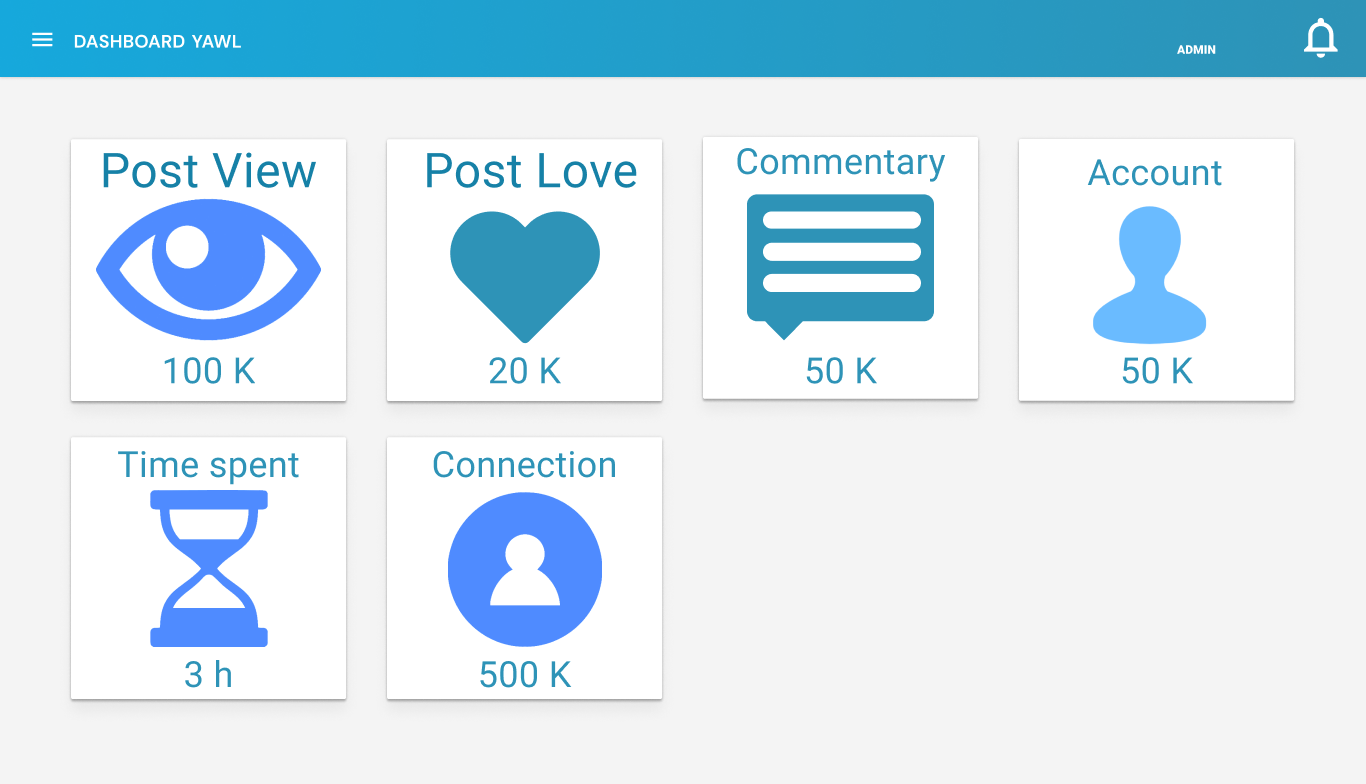 DASHBOARD YAWL
ADMIN
Post View
100 K
Post Love
20 K
Commentary
50 K
Account
50 K
Time spent
3 h
Connection
500 K